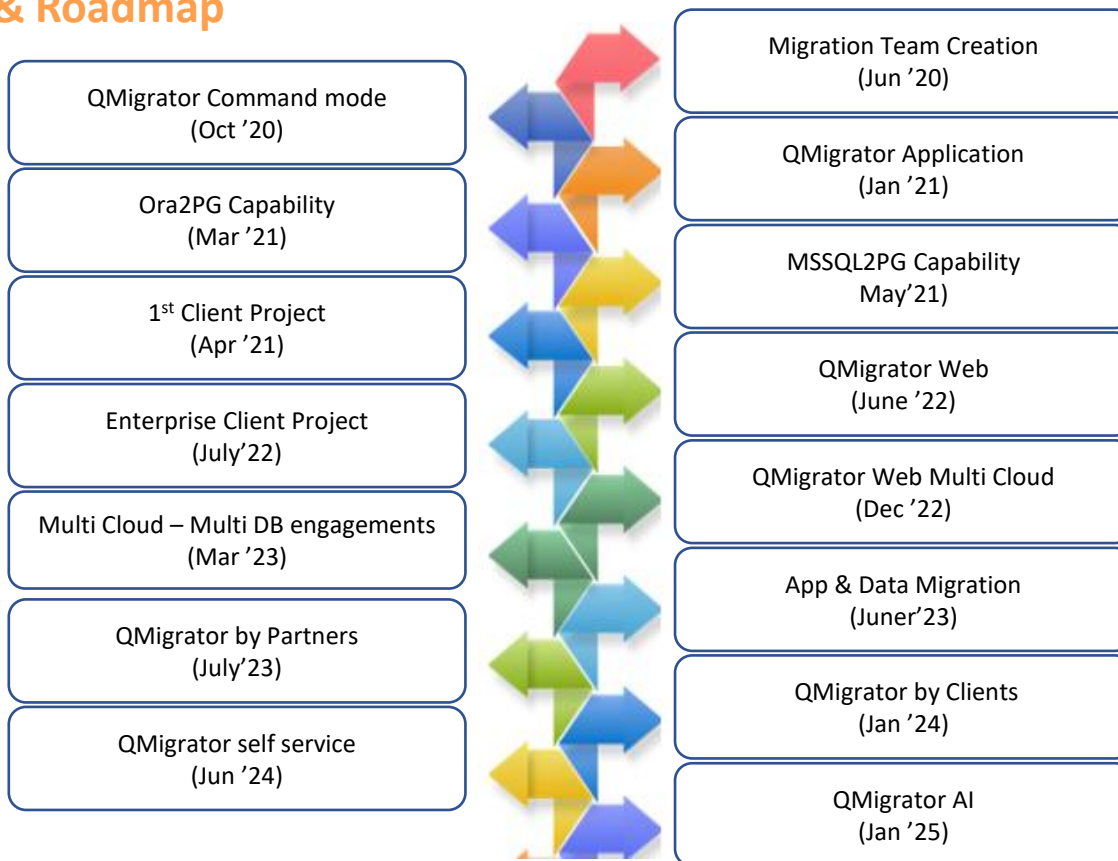 & Roadmap
QMigrator Command mode
(Oct ’20)
Ora2PG Capability
(Mar ’21)
1st Client Project
(Apr ’21)
Enterprise Client Project
(July’22)
Multi Cloud – Multi DB engagements
(Mar ’23)
QMigrator by Partners
(July’23)
QMigrator self service
(Jun ’24)
Migration Team Creation
(Jun ’20)
QMigrator Application
(Jan ’21)
MSSQL2PG Capability
May’21)
QMigrator Web
(June ’22)
QMigrator Web Multi Cloud
(Dec ’22)
App & Data Migration
(Juner’23)
QMigrator by Clients
(Jan ’24)
QMigrator AI
(Jan ’25)